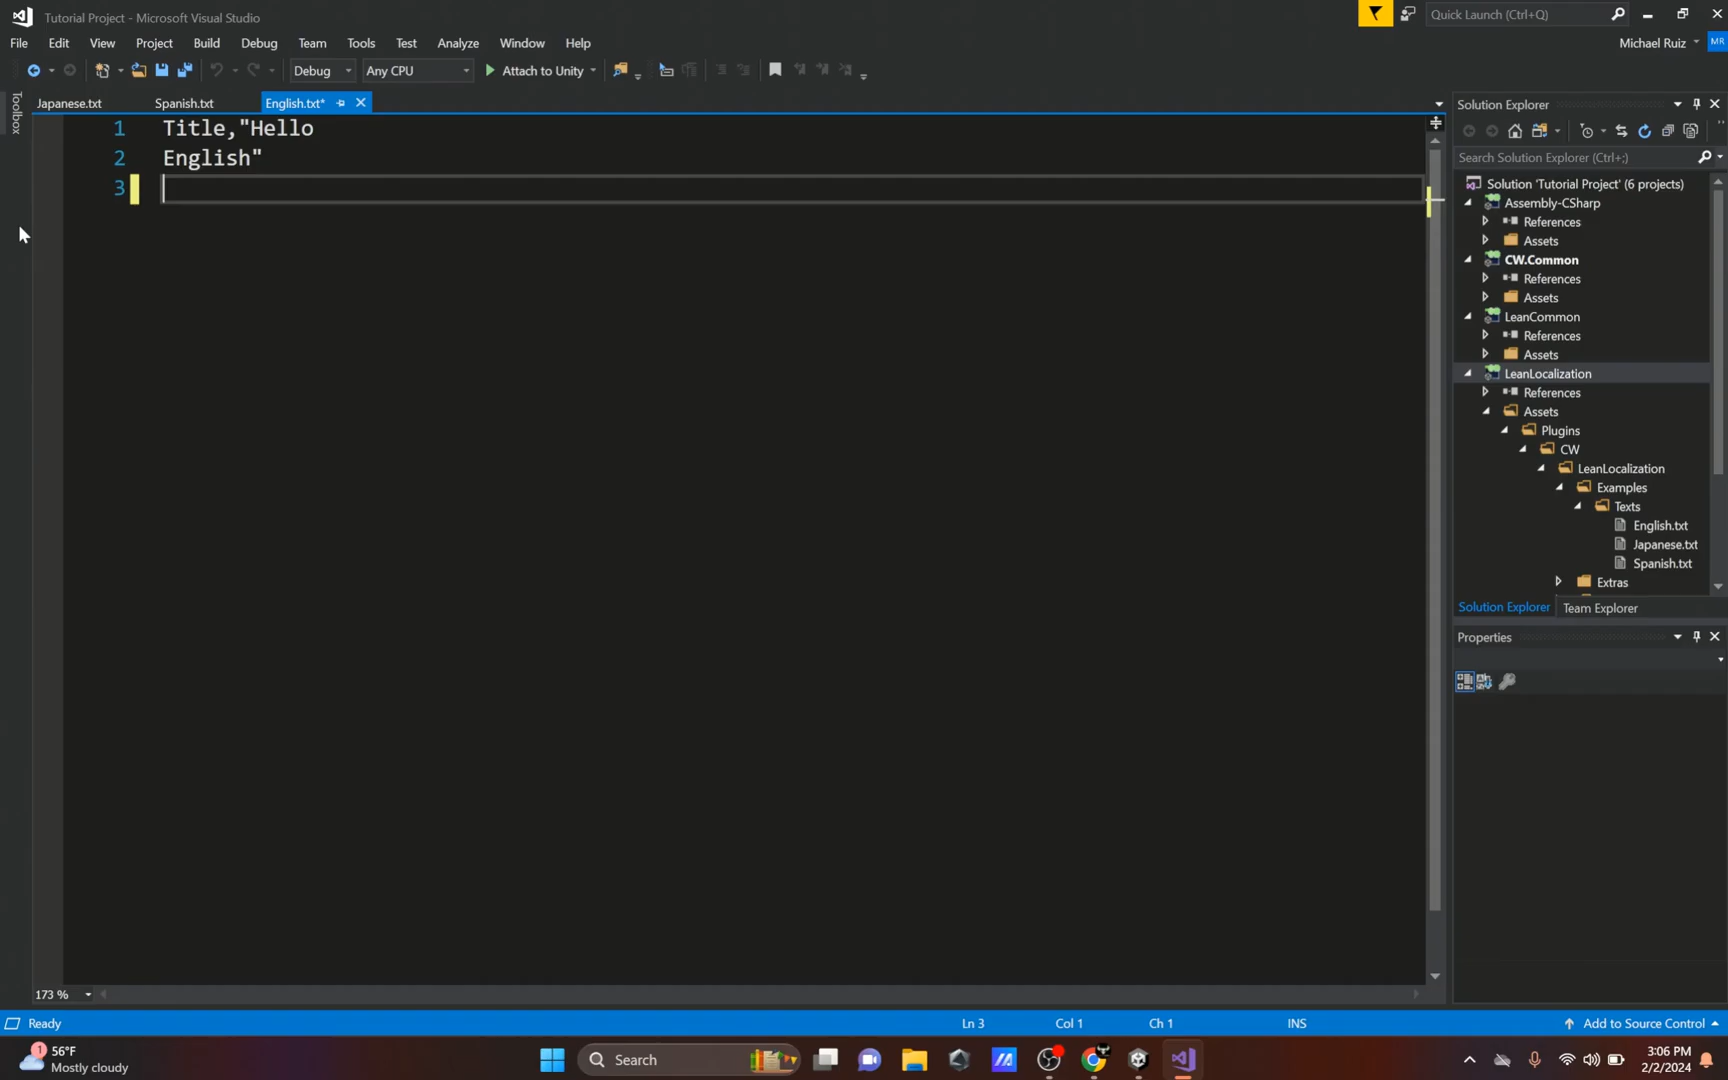 Tutorial Project - Microsoft Visual Studio
Quick Launch (Ctrl+Q)
File Edit View Project Build Debug Team Tools Test Analyze Window Help
Michael Ruiz MR
Debug Any CPU Attach to Unity
Toolbox
Japanese.txt Spanish.txt English.txt*
1 Title,"Hello
2 English"
3
Solution Explorer
Search Solution Explorer (Ctrl+;)
Solution 'Tutorial Project' (6 projects)
Assembly-CSharp
References
Assets
CW.Common
References
Assets
LeanCommon
References
Assets
LeanLocalization
References
Assets
Plugins
CW
LeanLocalization
Examples
Texts
English.txt
Japanese.txt
Spanish.txt
Extras
Solution Explorer Team Explorer
Properties
173 %
Ready Ln 3 Col 1 Ch 1 INS Add to Source Control
1
56°F
Mostly cloudy
Search
3:06 PM
2/2/2024